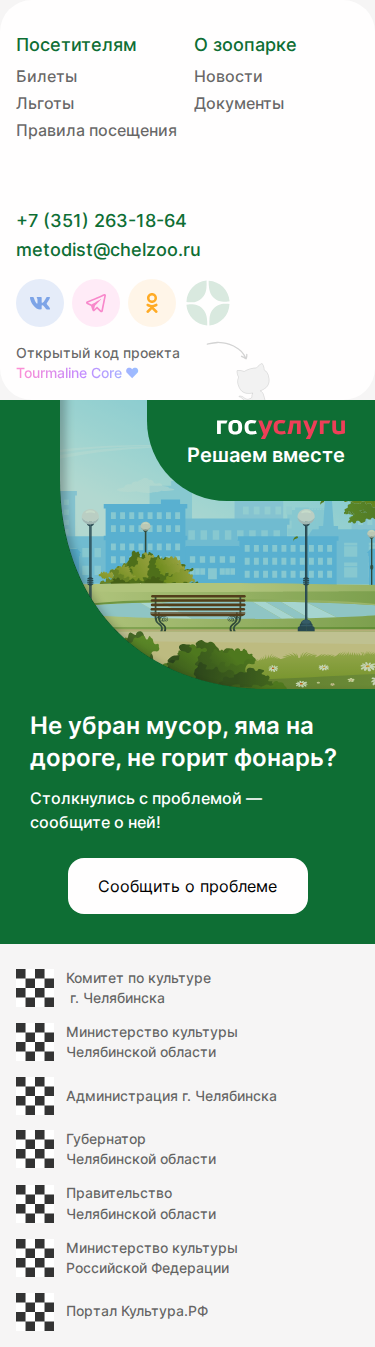 Посетителям
Билеты
Льготы
Правила посещения
О зоопарке
Новости
Документы
+7 (351) 263-18-64
metodist@chelzoo.ru
Открытый код проекта
Tourmaline Core
госуслуги
Решаем вместе
Не убран мусор, яма на
дороге, не горит фонарь?
Столкнулись с проблемой —
сообщите о ней!
Сообщить о проблеме
Комитет по культуре
г. Челябинска
Министерство культуры
Челябинской области
Администрация г. Челябинска
Губернатор
Челябинской области
Правительство
Челябинской области
Министерство культуры
Российской Федерации
Портал Культура.РФ